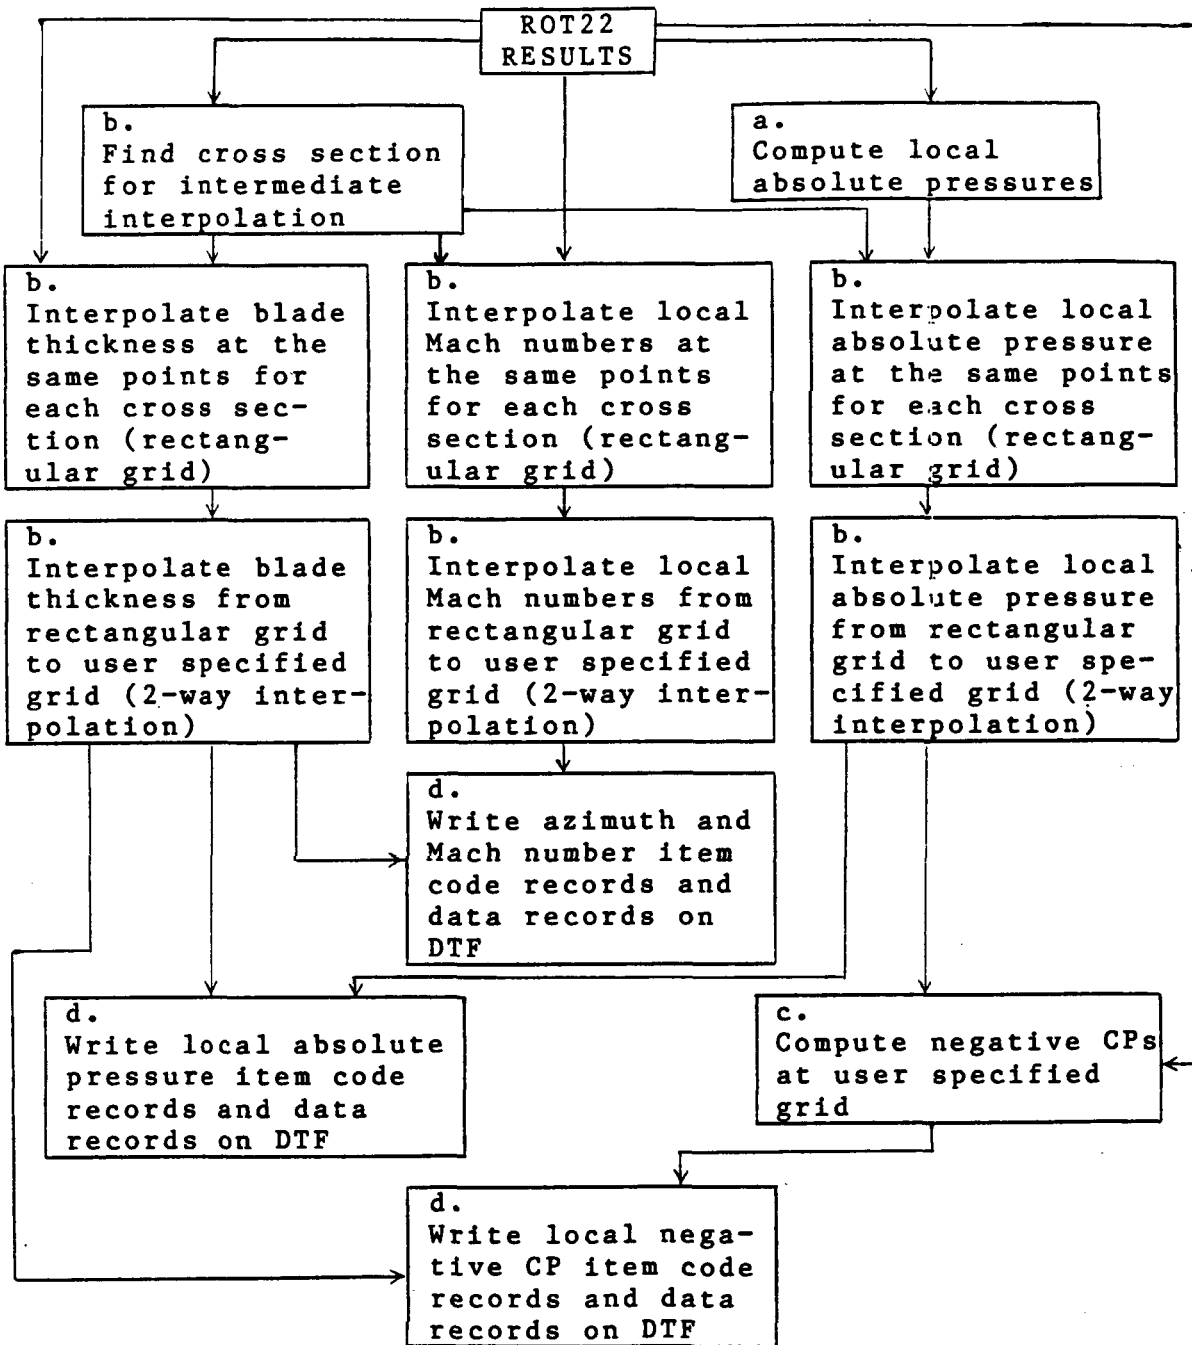 ROT22
RESULTS
b.
Find cross section
for intermediate
interpolation
a.
Compute local
absolute pressures
b.
Interpolate blade
thickness at the
same points for
each cross sec-
tion (rectang-
ular grid)
b.
Interpolate local
Mach numbers at
the same points
for each cross
section (rectang-
ular grid)
b.
Interpolate local
absolute pressure
at the same points
for each cross
section (rectang-
ular grid)
b.
Interpolate blade
thickness from
rectangular grid
to user specified
grid (2-way inter-
polation)
b.
Interpolate local
Mach numbers from
rectangular grid
to user specified
grid (2-way inter-
polation)
b.
Interpolate local
absolute pressure
from rectangular
grid to user spe-
cified grid (2-way
interpolation)
d.
Write azimuth and
Mach number item
code records and
data records on
DTF
d.
Write local absolute
pressure item code
records and data
records on DTF
c.
Compute negative CPs
at user specified
grid
d.
Write local nega-
tive CP item code
records and data
records on DTF